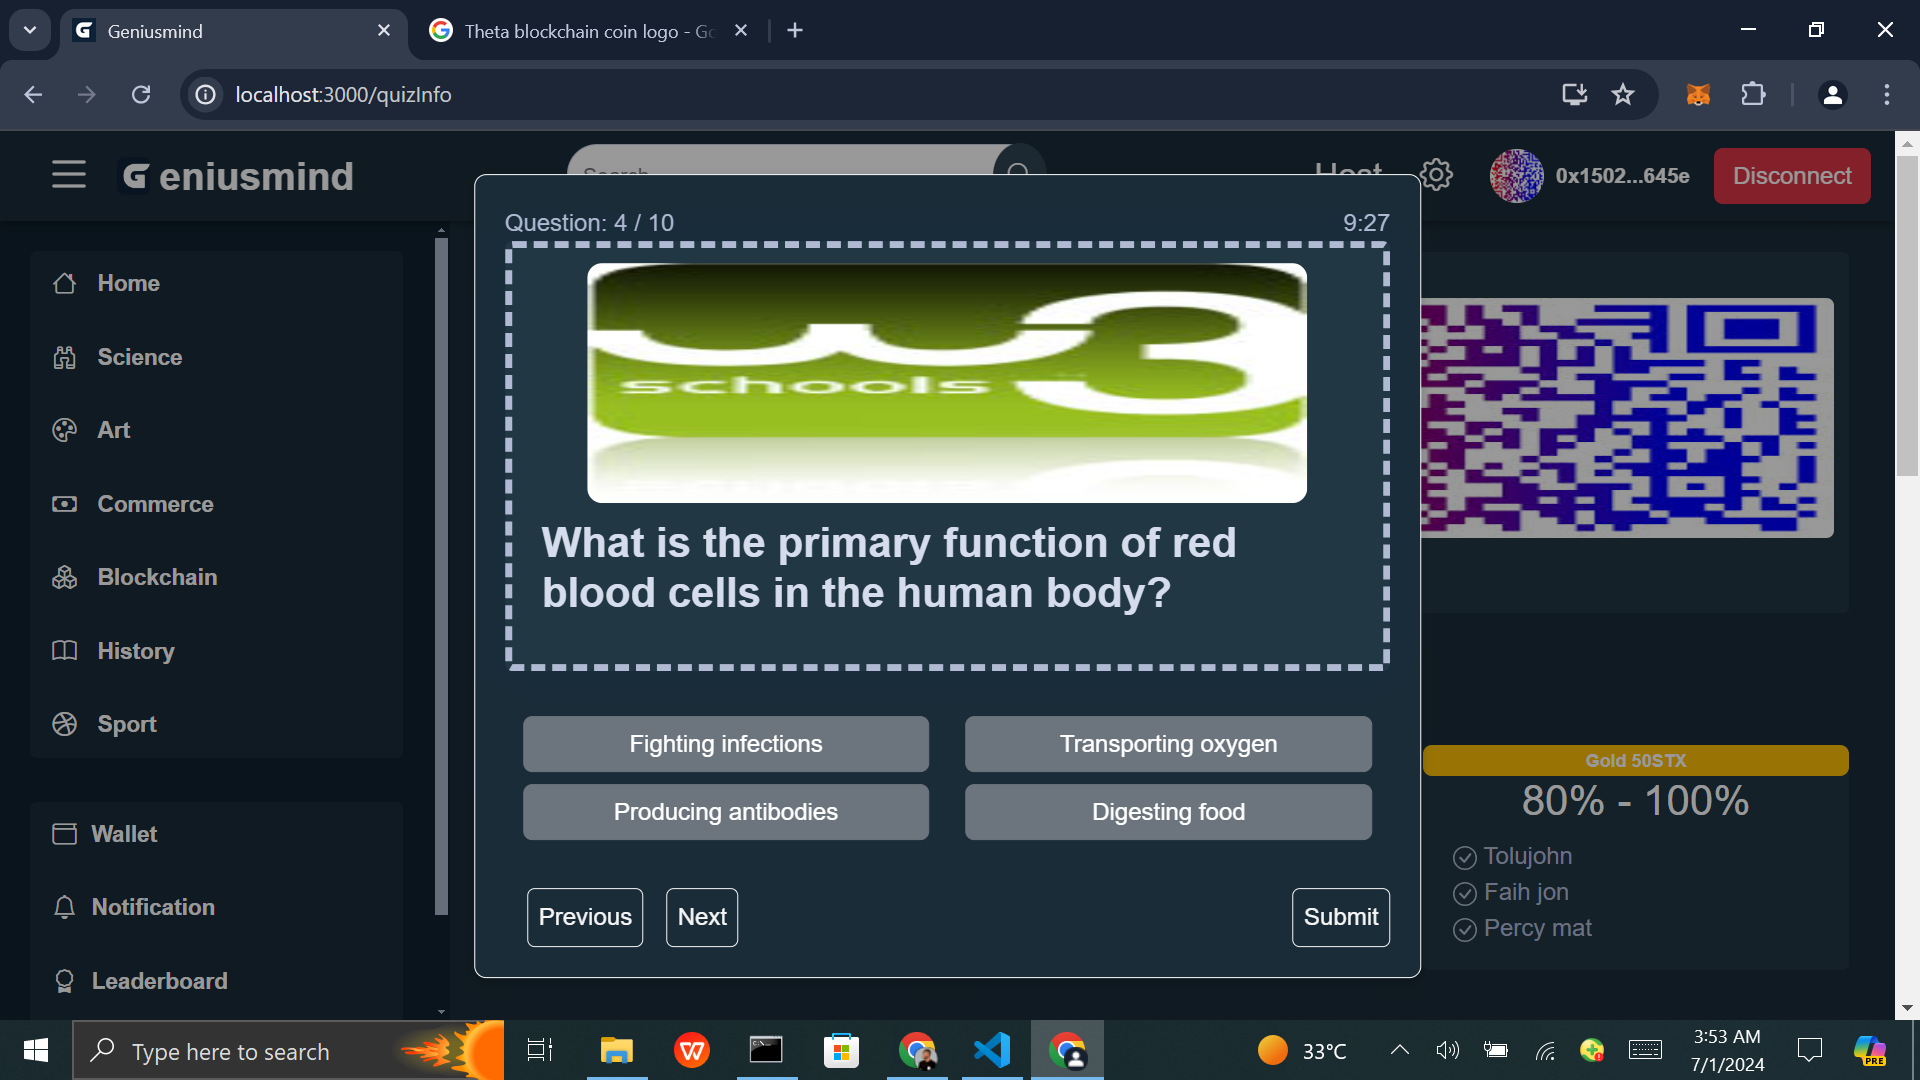 Geniusmind
Theta blockchain coin logo - Go
localhost:3000/quizInfo
Geniusmind
Search
Host
0x1502...645e
Disconnect
Home
Science
Art
Commerce
Blockchain
History
Sport
Wallet
Notification
Leaderboard
Question: 4 / 10
9:27
w3
schools
What is the primary function of red
blood cells in the human body?
Fighting infections
Transporting oxygen
Producing antibodies
Digesting food
Previous
Next
Submit
Gold 50STX
80% - 100%
Tolujohn
Faih jon
Percy mat
Type here to search
33°C
3:53 AM
7/1/2024
PRE